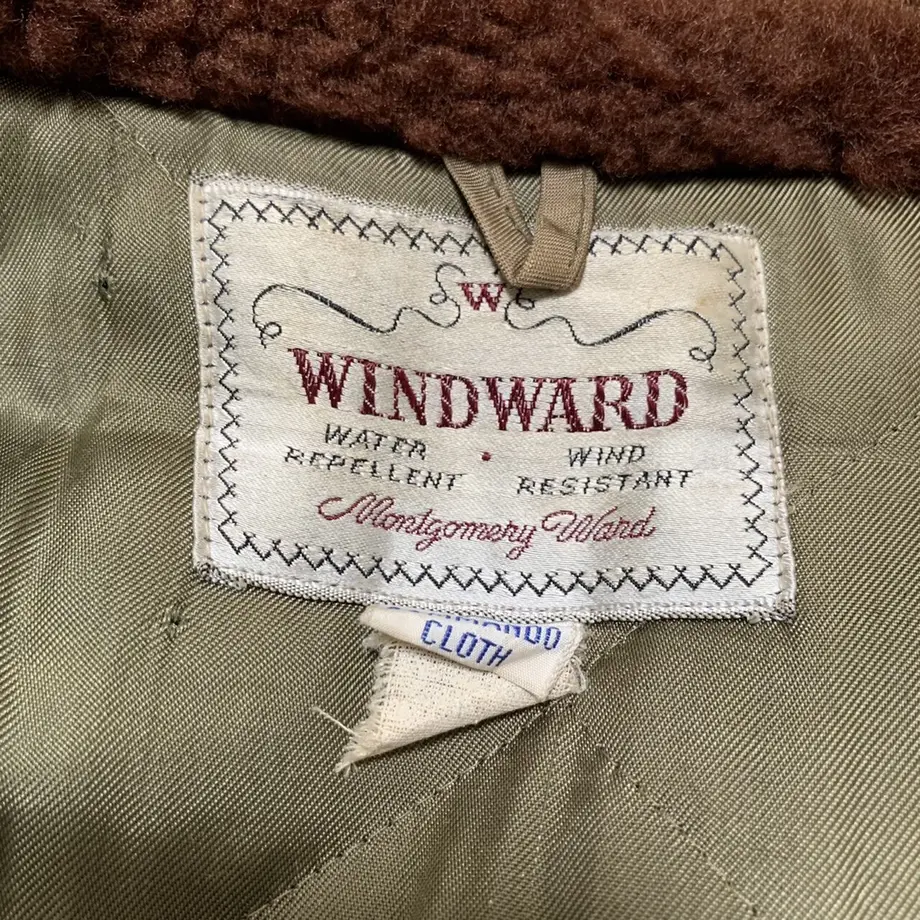 W
WINDWARD
WATER REPELLENT · WIND RESISTANT
Montgomery Ward
CLOTH